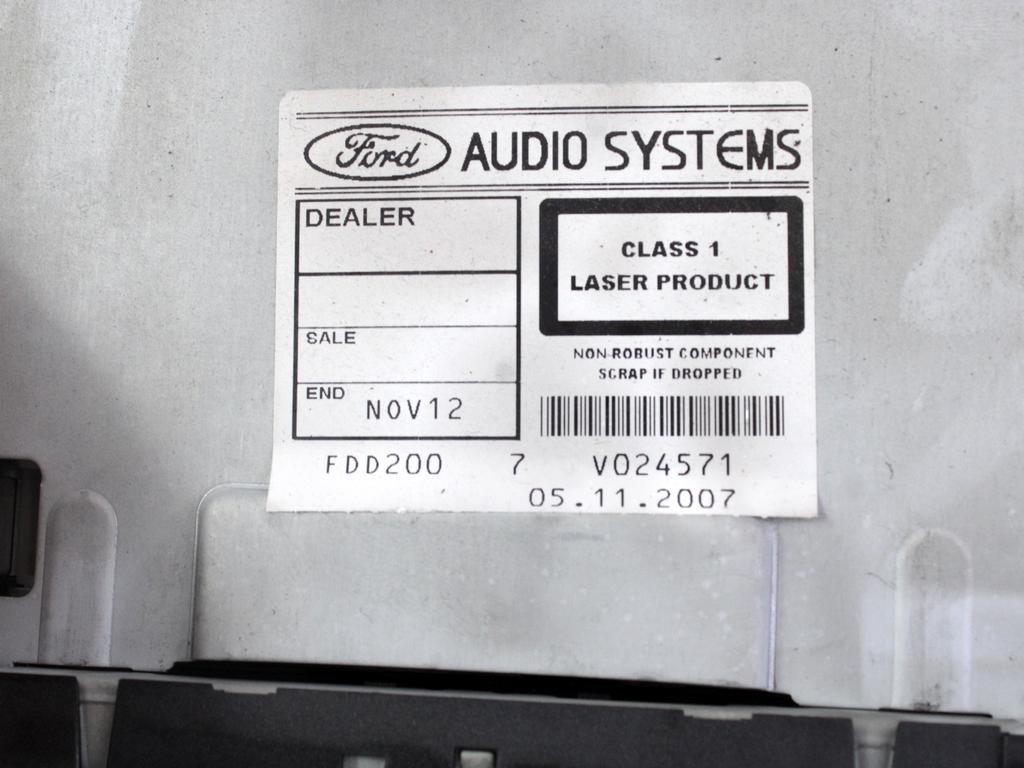 Ford AUDIO SYSTEMS
DEALER
SALE
END NOV12
CLASS 1
LASER PRODUCT
NON-ROBUST COMPONENT
SCRAP IF DROPPED
FDD200 7 V024571
05.11.2007